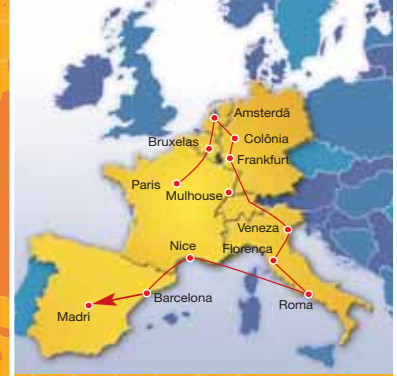 Amsterdã
Bruxelas
Colônia
Frankfurt
Paris
Mulhouse
Veneza
Nice
Florença
Barcelona
Roma
Madri